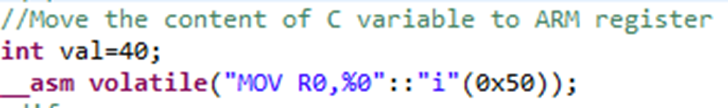 //Move the content of C variable to ARM register
int val=40;
__asm volatile("MOV R0,%0"::"i"(0x50));